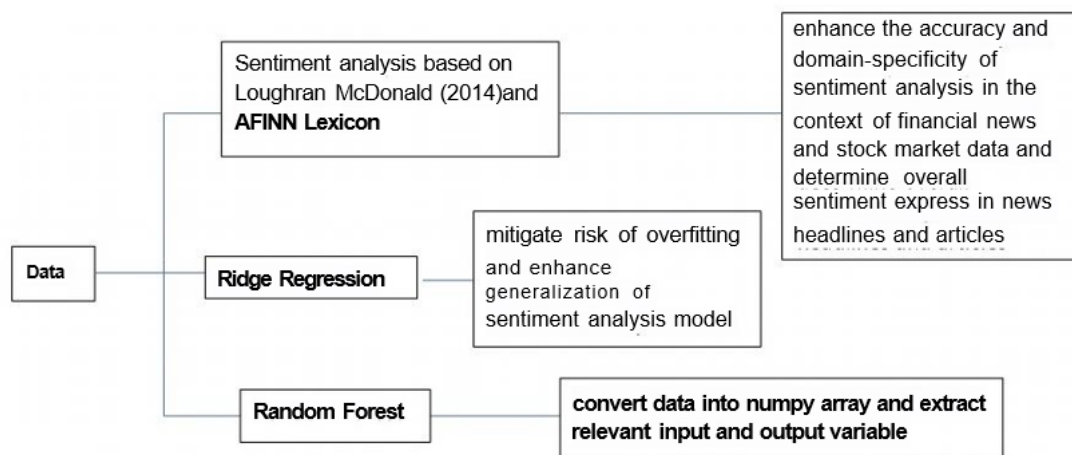 Data
Sentiment analysis based on
Loughran McDonald (2014)and
AFINN Lexicon
enhance the accuracy and
domain-specificity of
sentiment analysis in the
context of financial news
and stock market data and
determine overall
sentiment express in news
headlines and articles
Ridge Regression
mitigate risk of overfitting
and enhance
generalization of
sentiment analysis model
Random Forest
convert data into numpy array and extract
relevant input and output variable